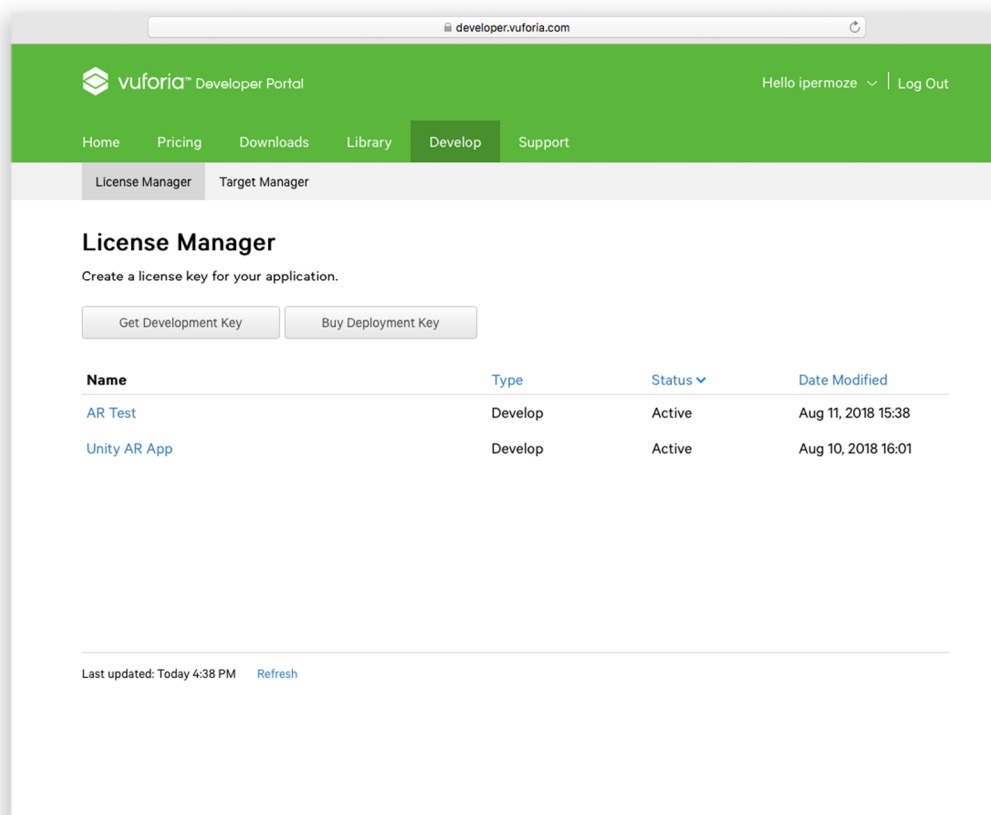 developer.vuforia.com
vuforia™ Developer Portal
Hello ipermoze Log Out
Home Pricing Downloads Library Develop Support
License Manager Target Manager
License Manager
Create a license key for your application.
Get Development Key Buy Deployment Key
Name Type Status Date Modified
AR Test Develop Active Aug 11, 2018 15:38
Unity AR App Develop Active Aug 10, 2018 16:01
Last updated: Today 4:38 PM Refresh